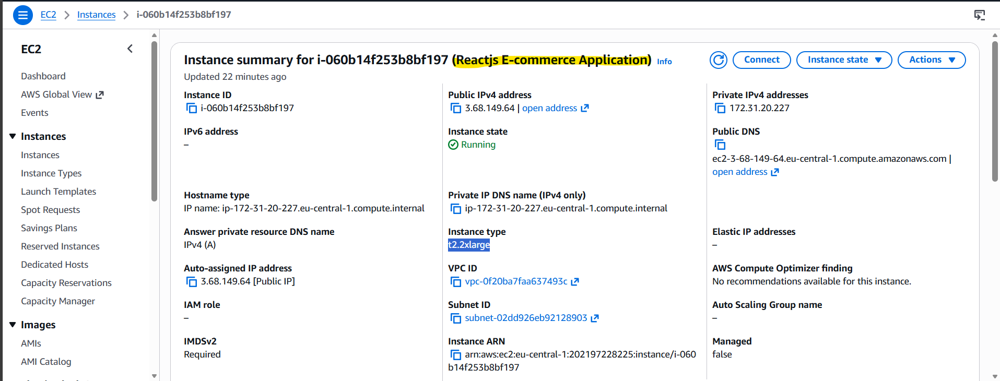 EC2 > Instances > i-060b14f253b8bf197
EC2
Dashboard
AWS Global View
Events
Instances
Instances
Instance Types
Launch Templates
Spot Requests
Savings Plans
Reserved Instances
Dedicated Hosts
Capacity Reservations
Capacity Manager
Images
AMIs
AMI Catalog
Instance summary for i-060b14f253b8bf197 (Reactjs E-commerce Application) Info
Connect
Instance state
Actions
Updated 22 minutes ago
Instance ID
i-060b14f253b8bf197
Public IPv4 address
3.68.149.64 | open address
Private IPv4 addresses
172.31.20.227
IPv6 address
–
Instance state
Running
Public DNS
ec2-3-68-149-64.eu-central-1.compute.amazonaws.com |
open address
Hostname type
IP name: ip-172-31-20-227.eu-central-1.compute.internal
Private IP DNS name (IPv4 only)
ip-172-31-20-227.eu-central-1.compute.internal
Answer private resource DNS name
IPv4 (A)
Instance type
t2.2xlarge
Elastic IP addresses
–
Auto-assigned IP address
3.68.149.64 [Public IP]
VPC ID
vpc-0f20ba7faa637493c
AWS Compute Optimizer finding
No recommendations available for this instance.
IAM role
–
Subnet ID
subnet-02dd926eb92128903
Auto Scaling Group name
–
IMDSv2
Required
Instance ARN
arn:aws:ec2:eu-central-1:202197228225:instance/i-060
b14f253b8bf197
Managed
false